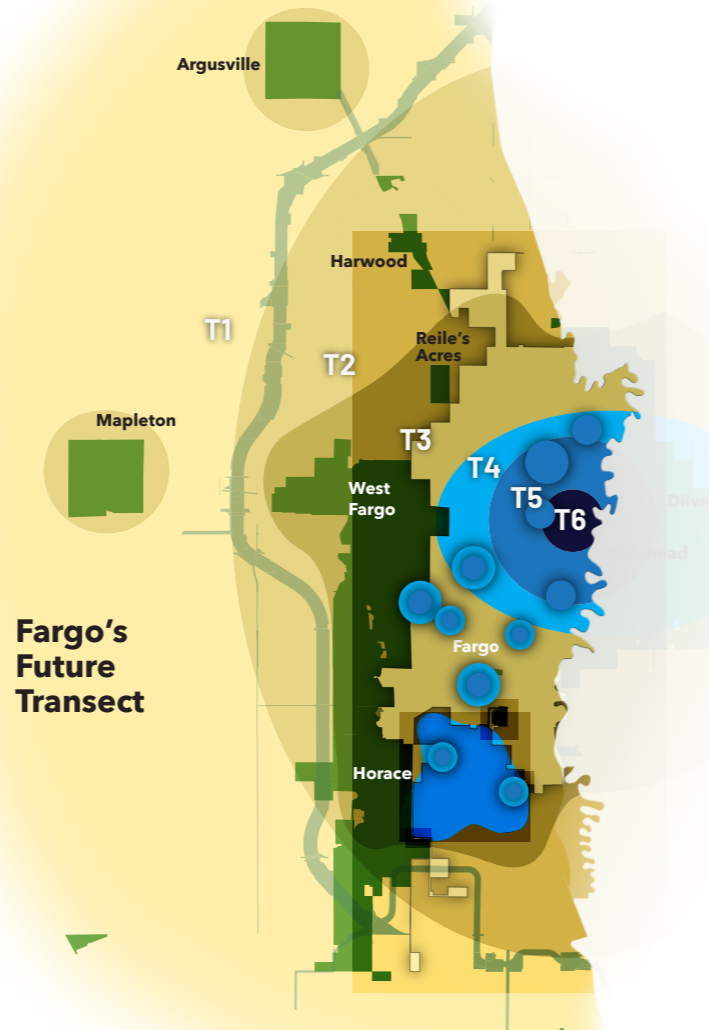 Argusville
Harwood
T1
Reile's
Acres
T2
Mapleton
T3
T4
West
Fargo
T5
T6
Fargo's
Future
Transect
Fargo
Horace